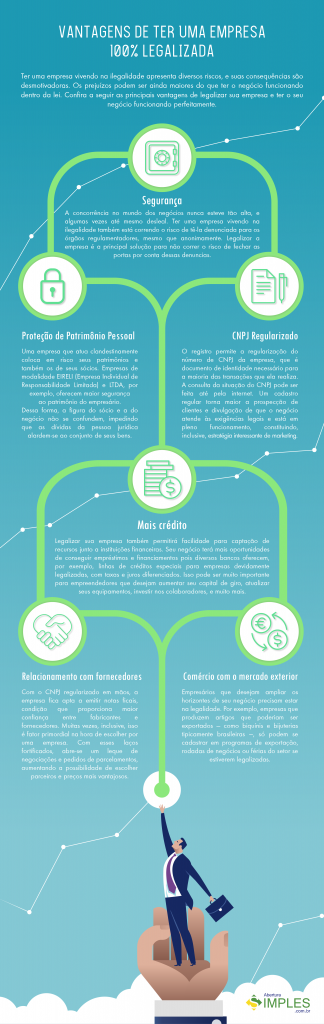 VANTAGENS DE TER UMA EMPRESA
100% LEGALIZADA
Ter uma empresa vivendo na ilegalidade apresenta diversos riscos, e suas consequências são
desmotivadoras. Os prejuízos podem ser ainda maiores do que ter o negócio funcionando
dentro da lei. Confira a seguir as principais vantagens de legalizar sua empresa e ter o seu
negócio funcionando perfeitamente.
Segurança
A concorrência no mundo dos negócios nunca esteve tão alta, e
algumas vezes até mesmo desleal. Ter uma empresa vivendo na
ilegalidade também está correndo o risco de tê-la denunciada para os
órgãos regulamentadores, mesmo que anonimamente. Legalizar a
empresa é a principal solução para não correr o risco de fechar as
portas por conta dessas denuncias.
Proteção de Patrimônio Pessoal
Uma empresa que atua clandestinamente
coloca em risco seus patrimônios e
também os de seus sócios. Empresas de
modalidade EIRELI (Empresa Individual de
Responsabilidade Limitada) e LTDA, por
exemplo, oferecem maior segurança
ao patrimônio do empresário.
Dessa forma, a figura do sócio e a do
negócio não se confundem, impedindo
que as dívidas da pessoa jurídica
alardem-se ao conjunto de seus bens.
CNPJ Regularizado
O registro permite a regularização do
número de CNPJ da empresa, que é
documento de identidade necessário para
a maioria das transações que ela realiza.
A consulta da situação do CNPJ pode ser
feita até pela internet. Um cadastro
regular torna maior a prospecção de
clientes e divulgação de que o negócio
atende às exigências legais e está em
pleno funcionamento, constituindo,
inclusive, estratégia interessante de marketing.
Mais crédito
Legalizar sua empresa também permitirá facilidade para captação de
recursos junto a instituições financeiras. Seu negócio terá mais oportunidades
de conseguir empréstimos e financiamentos pois diversos bancos oferecem,
por exemplo, linhas de créditos especiais para empresas devidamente
legalizadas, com taxas e juros diferenciados. Isso pode ser muito importante
para empreendedores que desejam aumentar seu capital de giro, atualizar
seus equipamentos, investir nos colaboradores, e muito mais.
Relacionamento com fornecedores
Com o CNPJ regularizado em mãos, a
empresa fica apta a emitir notas fiscais,
condição que proporciona maior
confiança entre fabricantes e
fornecedores. Muitas vezes, inclusive, isso
é fator primordial na hora de escolher por
uma empresa. Com esses laços
fortificados, abre-se um leque de
negociações e pedidos de parcelamentos,
aumentando a possibilidade de escolher
parceiros e preços mais vantajosos.
Comércio com o mercado exterior
Empresários que desejam ampliar os
horizontes de seu negócio precisam estar
na legalidade. Por exemplo, empresas que
produzem artigos que poderiam ser
exportados — como biquínis e bijuterias
tipicamente brasileiras —, só podem se
cadastrar em programas de exportação,
rodadas de negócios ou feiras do setor se
estiverem legalizadas.
Abertura
SIMPLES
.com.br